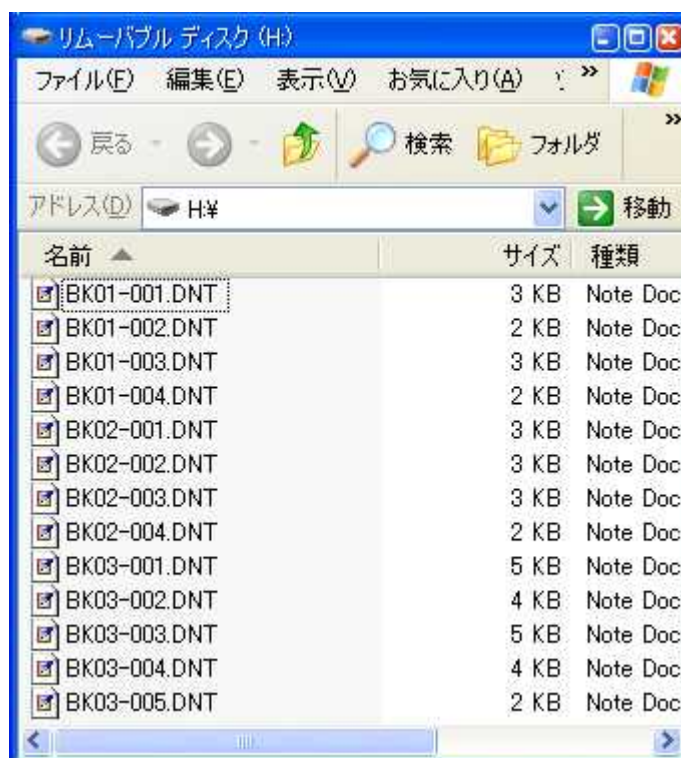 リムーバブル ディスク (H:)
ファイル(F) 編集(E) 表示(V) お気に入り(A) »
戻る 検索 フォルダ »
アドレス(D) H:¥ 移動
名前 サイズ 種類
BK01-001.DNT 3 KB Note Doc
BK01-002.DNT 2 KB Note Doc
BK01-003.DNT 3 KB Note Doc
BK01-004.DNT 2 KB Note Doc
BK02-001.DNT 3 KB Note Doc
BK02-002.DNT 3 KB Note Doc
BK02-003.DNT 3 KB Note Doc
BK02-004.DNT 2 KB Note Doc
BK03-001.DNT 5 KB Note Doc
BK03-002.DNT 4 KB Note Doc
BK03-003.DNT 5 KB Note Doc
BK03-004.DNT 4 KB Note Doc
BK03-005.DNT 2 KB Note Doc